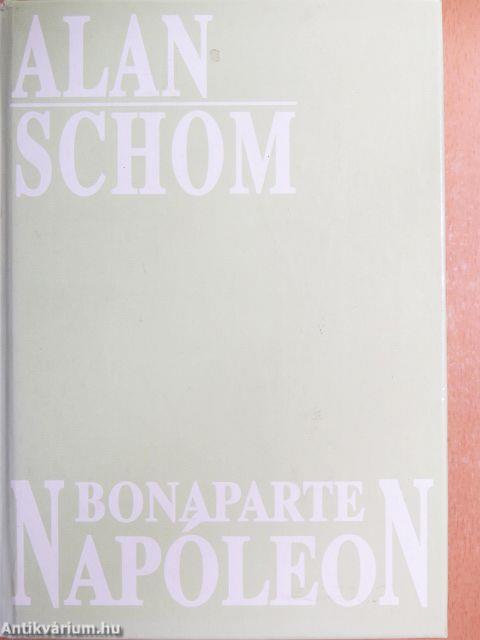 ALAN
SCHOM
BONAPARTE
NAPÓLEON
Antikvárium.hu